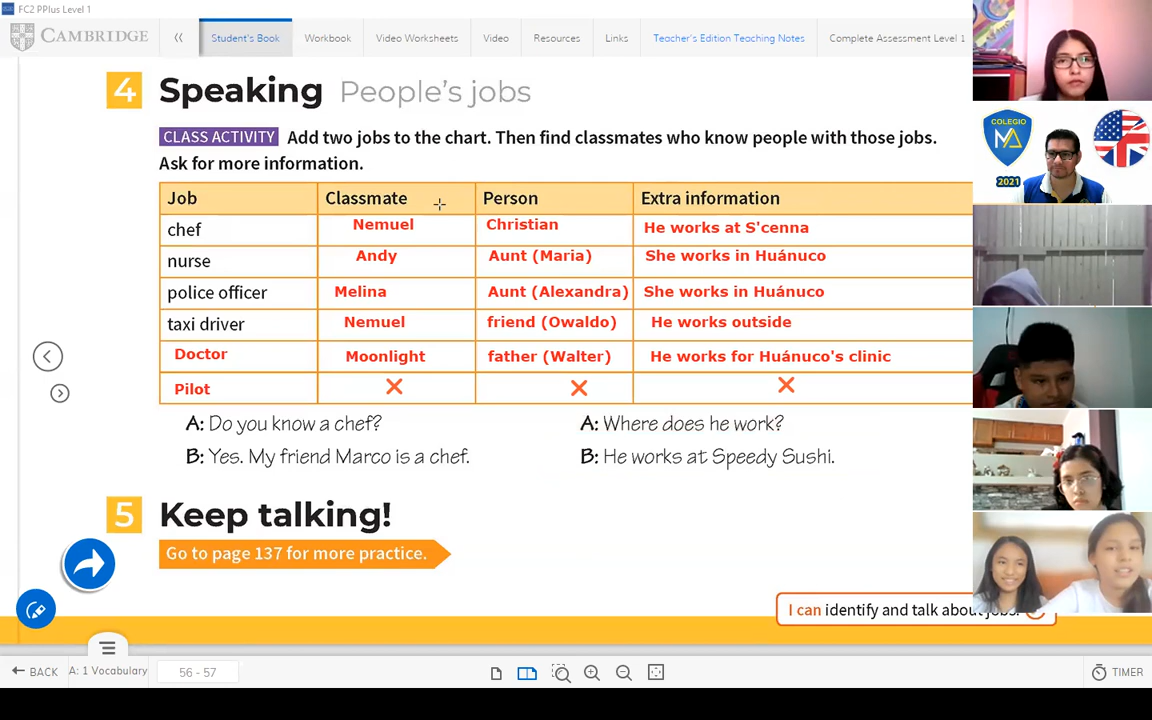 FC2 PPlus Level 1
CAMBRIDGE
Student's Book Workbook Video Worksheets Video Resources Links Teacher's Edition Teaching Notes Complete Assessment Level 1
4 Speaking People's jobs
CLASS ACTIVITY Add two jobs to the chart. Then find classmates who know people with those jobs.
Ask for more information.
Job Classmate Person Extra information
chef Nemuel Christian He works at S'cenna
nurse Andy Aunt (Maria) She works in Huánuco
police officer Melina Aunt (Alexandra) She works in Huánuco
taxi driver Nemuel friend (Owaldo) He works outside
Doctor Moonlight father (Walter) He works for Huánuco's clinic
Pilot
A: Do you know a chef? A: Where does he work?
B: Yes. My friend Marco is a chef. B: He works at Speedy Sushi.
5 Keep talking!
Go to page 137 for more practice.
I can identify and talk about jobs.
BACK A: 1 Vocabulary 56 - 57 TIMER
COLEGIO
MA
2021